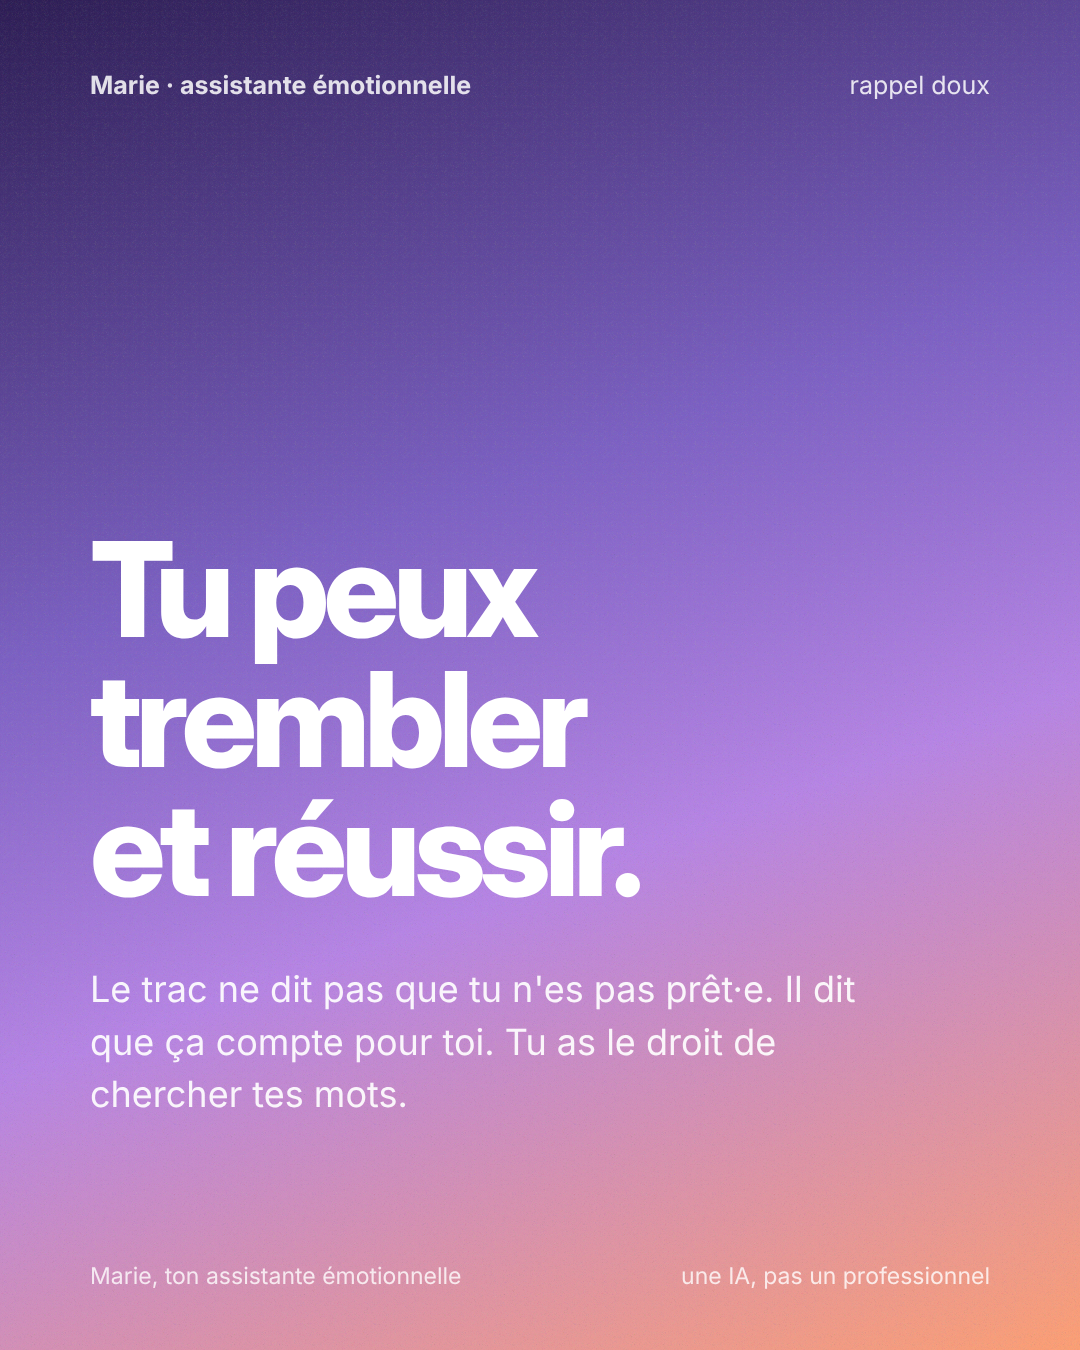 Marie · assistante émotionnelle
rappel doux
Tu peux
trembler
et réussir.
Le trac ne dit pas que tu n'es pas prêt·e. Il dit
que ça compte pour toi. Tu as le droit de
chercher tes mots.
Marie, ton assistante émotionnelle
une IA, pas un professionnel